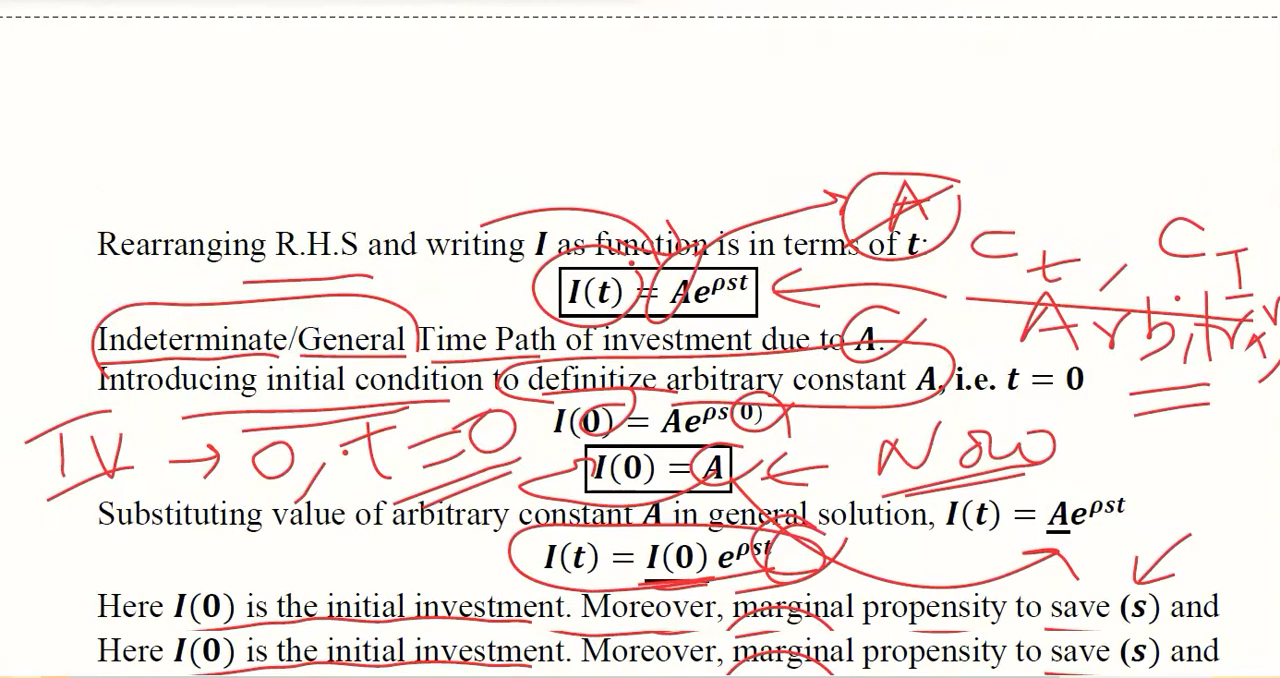 A
Rearranging R.H.S and writing I as function is in terms of t:
C t , C I
I(t) = Ae^ρst
Arbitrary
Indeterminate/General Time Path of investment due to A.
Introducing initial condition to definitize arbitrary constant A, i.e. t = 0
I(0) = Ae^ρs(0)
IV → 0, t = 0
I(0) = A
Substituting value of arbitrary constant A in general solution, I(t) = Ae^ρst
I(t) = I(0) e^ρst
Here I(0) is the initial investment. Moreover, marginal propensity to save (s) and
Here I(0) is the initial investment. Moreover, marginal propensity to save (s) and